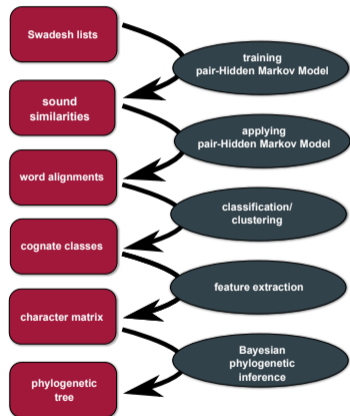 Swadesh lists
training
pair-Hidden Markov Model
sound
similarities
applying
pair-Hidden Markov Model
word alignments
classification/
clustering
cognate classes
feature extraction
character matrix
Bayesian
phylogenetic
inference
phylogenetic
tree